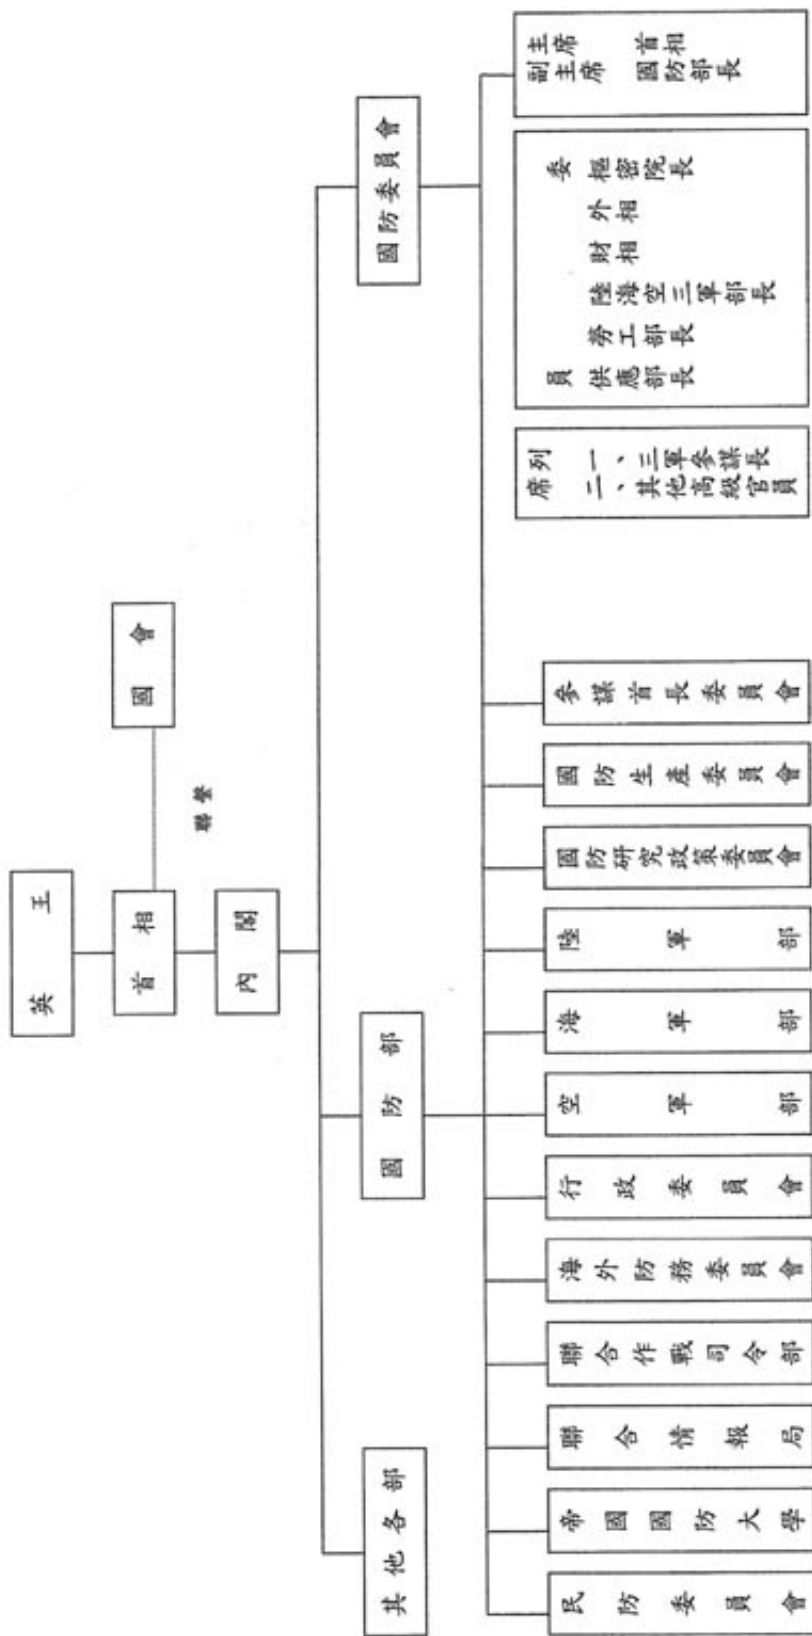 英王
首相
國會
聯繫
內閣
其他各部
國防部
國防委員會
民防委員會
帝國國防大學
聯合情報局
聯合作戰司令部
海外防務委員會
行政委員會
空軍部
海軍部
陸軍部
國防研究政策委員會
國防生產委員會
參謀首長委員會
列席
一、三軍參謀長
二、其他高級官員
委員
樞密院長
外相
財相
陸海空三軍部長
勞工部長
供應部長
主席 首相
副主席 國防部長